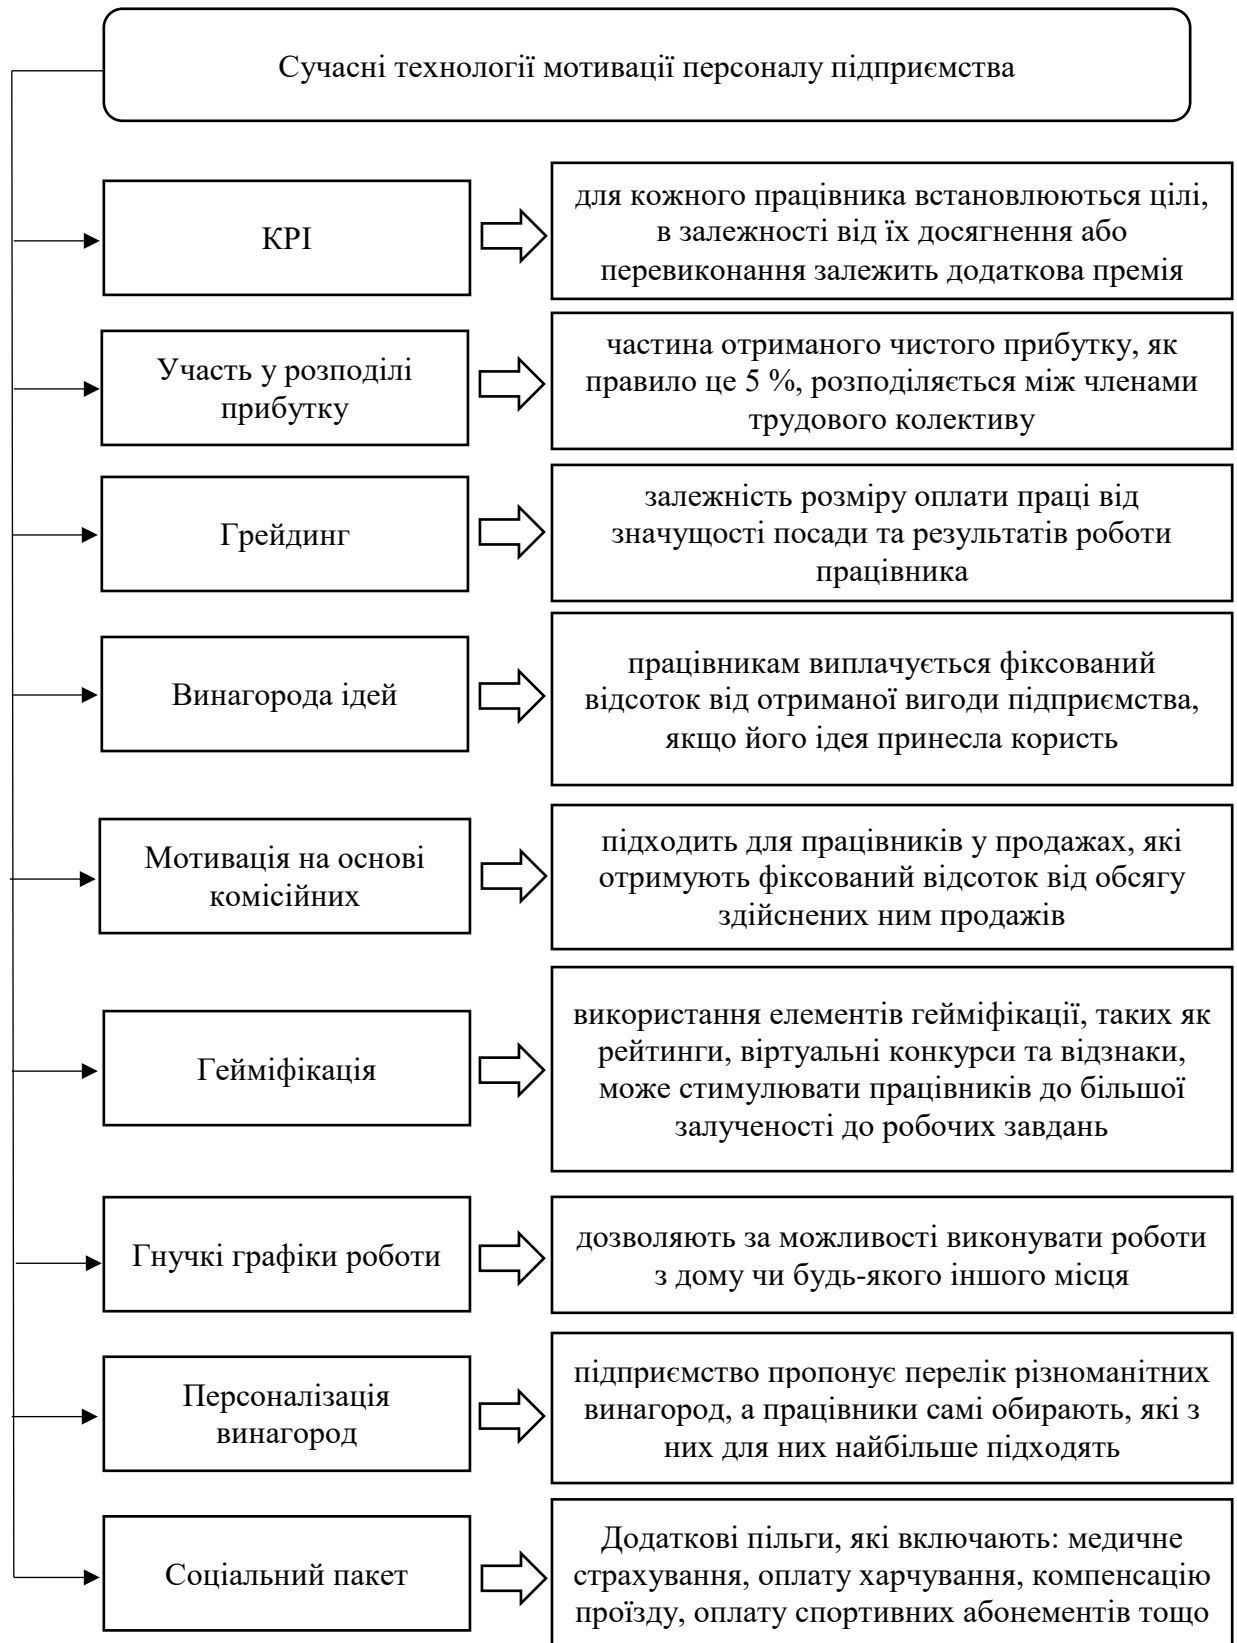 Сучасні технології мотивації персоналу підприємства
КРІ
для кожного працівника встановлюються цілі,
в залежності від їх досягнення або
перевиконання залежить додаткова премія
Участь у розподілі
прибутку
частина отриманого чистого прибутку, як
правило це 5 %, розподіляється між членами
трудового колективу
Грейдинг
залежність розміру оплати праці від
значущості посади та результатів роботи
працівника
Винагорода ідей
працівникам виплачується фіксований
відсоток від отриманої вигоди підприємства,
якщо його ідея принесла користь
Мотивація на основі
комісійних
підходить для працівників у продажах, які
отримують фіксований відсоток від обсягу
здійснених ним продажів
Гейміфікація
використання елементів гейміфікації, таких як
рейтинги, віртуальні конкурси та відзнаки,
може стимулювати працівників до більшої
залученості до робочих завдань
Гнучкі графіки роботи
дозволяють за можливості виконувати роботи
з дому чи будь-якого іншого місця
Персоналізація
винагород
підприємство пропонує перелік різноманітних
винагород, а працівники самі обирають, які з
них для них найбільше підходять
Соціальний пакет
Додаткові пільги, які включають: медичне
страхування, оплату харчування, компенсацію
проїзду, оплату спортивних абонементів тощо